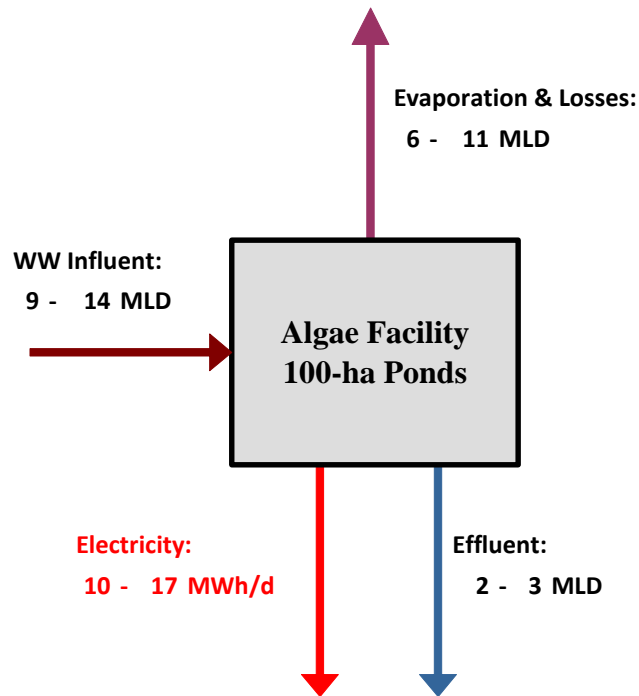 Evaporation & Losses:
6 - 11 MLD
WW Influent:
9 - 14 MLD
Algae Facility
100-ha Ponds
Electricity:
10 - 17 MWh/d
Effluent:
2 - 3 MLD